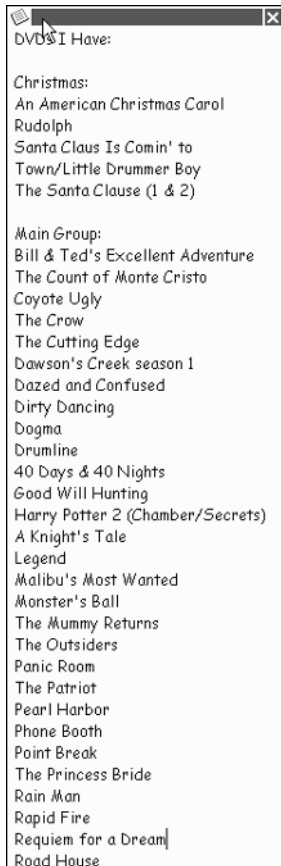 DVDs I Have:
Christmas:
An American Christmas Carol
Rudolph
Santa Claus Is Comin' to
Town/Little Drummer Boy
The Santa Clause (1 & 2)
Main Group:
Bill & Ted's Excellent Adventure
The Count of Monte Cristo
Coyote Ugly
The Crow
The Cutting Edge
Dawson's Creek season 1
Dazed and Confused
Dirty Dancing
Dogma
Drumline
40 Days & 40 Nights
Good Will Hunting
Harry Potter 2 (Chamber/Secrets)
A Knight's Tale
Legend
Malibu's Most Wanted
Monster's Ball
The Mummy Returns
The Outsiders
Panic Room
The Patriot
Pearl Harbor
Phone Booth
Point Break
The Princess Bride
Rain Man
Rapid Fire
Requiem for a Dream
Road House